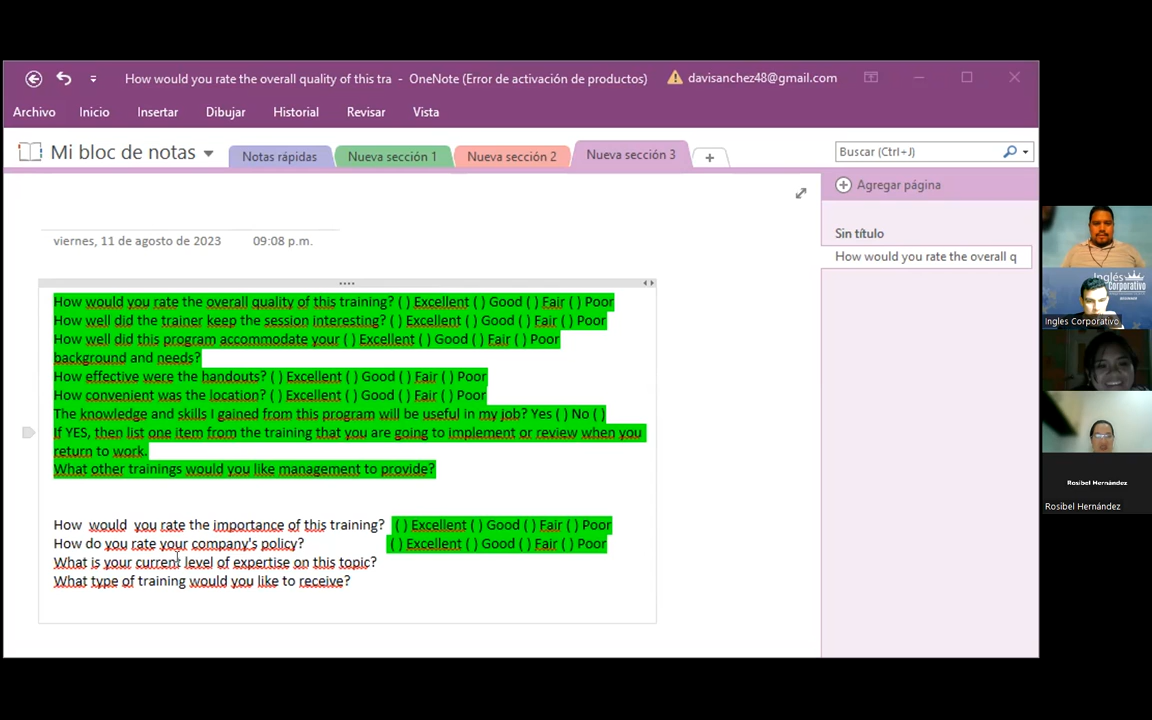 How would you rate the overall quality of this tra - OneNote (Error de activación de productos)
davisanchez48@gmail.com
Archivo Inicio Insertar Dibujar Historial Revisar Vista
Mi bloc de notas
Notas rápidas Nueva sección 1 Nueva sección 2 Nueva sección 3
Buscar (Ctrl+J)
Agregar página
Sin título
How would you rate the overall q
viernes, 11 de agosto de 2023 09:08 p.m.
How would you rate the overall quality of this training? ( ) Excellent ( ) Good ( ) Fair ( ) Poor
How well did the trainer keep the session interesting? ( ) Excellent ( ) Good ( ) Fair ( ) Poor
How well did this program accommodate your ( ) Excellent ( ) Good ( ) Fair ( ) Poor
background and needs?
How effective were the handouts? ( ) Excellent ( ) Good ( ) Fair ( ) Poor
How convenient was the location? ( ) Excellent ( ) Good ( ) Fair ( ) Poor
The knowledge and skills I gained from this program will be useful in my job? Yes ( ) No ( )
If YES, then list one item from the training that you are going to implement or review when you
return to work.
What other trainings would you like management to provide?
How would you rate the importance of this training? ( ) Excellent ( ) Good ( ) Fair ( ) Poor
How do you rate your company's policy? ( ) Excellent ( ) Good ( ) Fair ( ) Poor
What is your current level of expertise on this topic?
What type of training would you like to receive?
Inglés
Corporativo
Ingles Corporativo
Rosibel Hernández
Rosibel Hernández